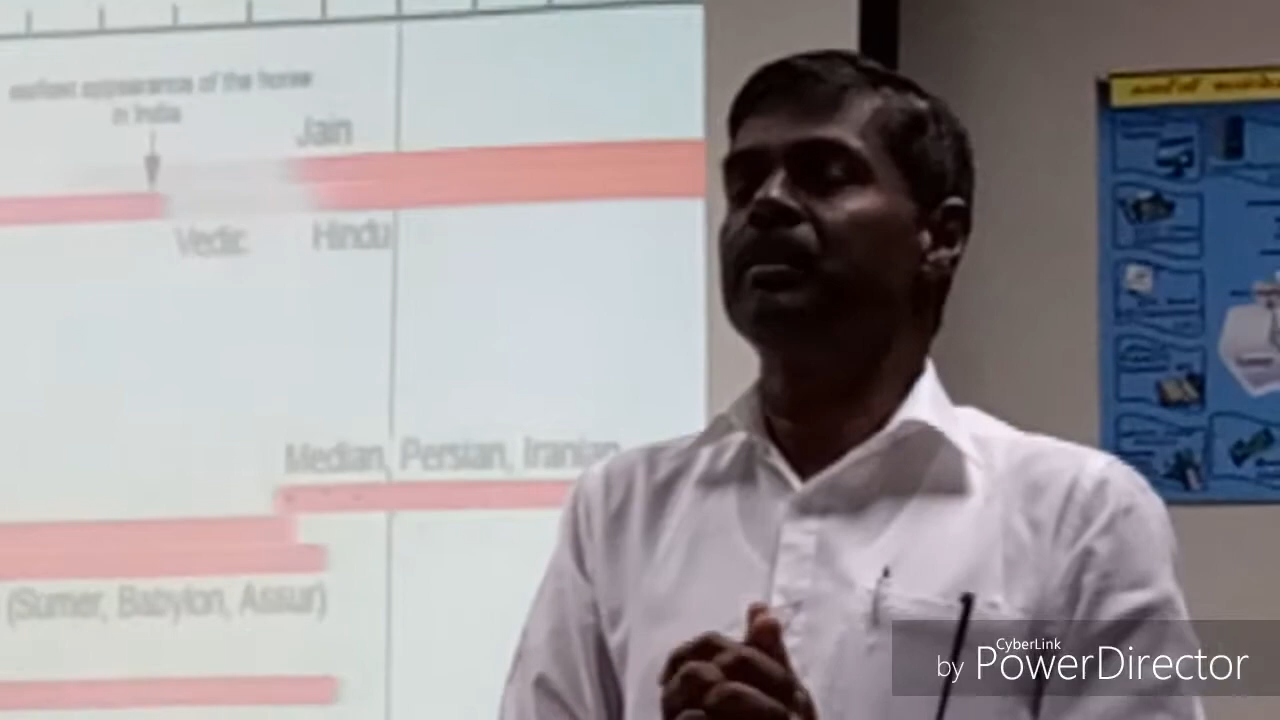 earliest appearance of the horse
in India
Jain
Vedic Hindu
Median, Persian, Iranian
(Sumer, Babylon, Assur)
CyberLink
by PowerDirector